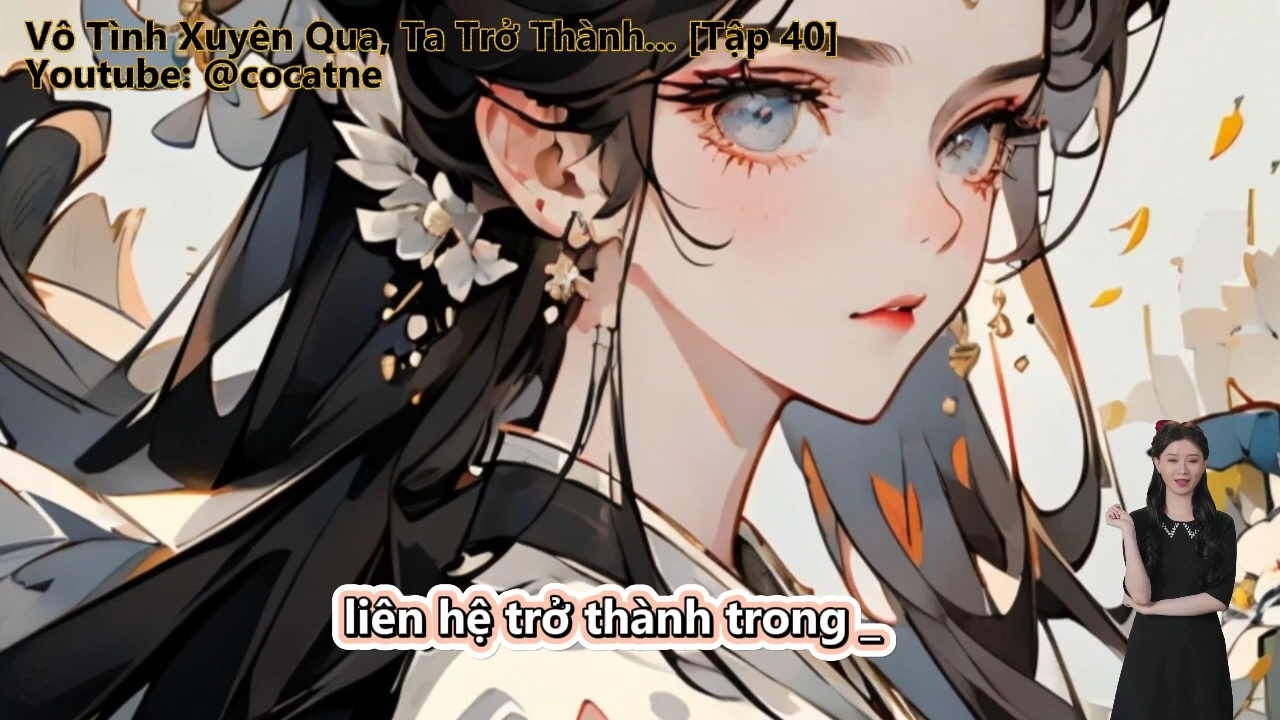 Vô Tình Xuyên Qua, Ta Trở Thành... [Tập 40]
Youtube: @cocatne
liên hệ trở thành trong _